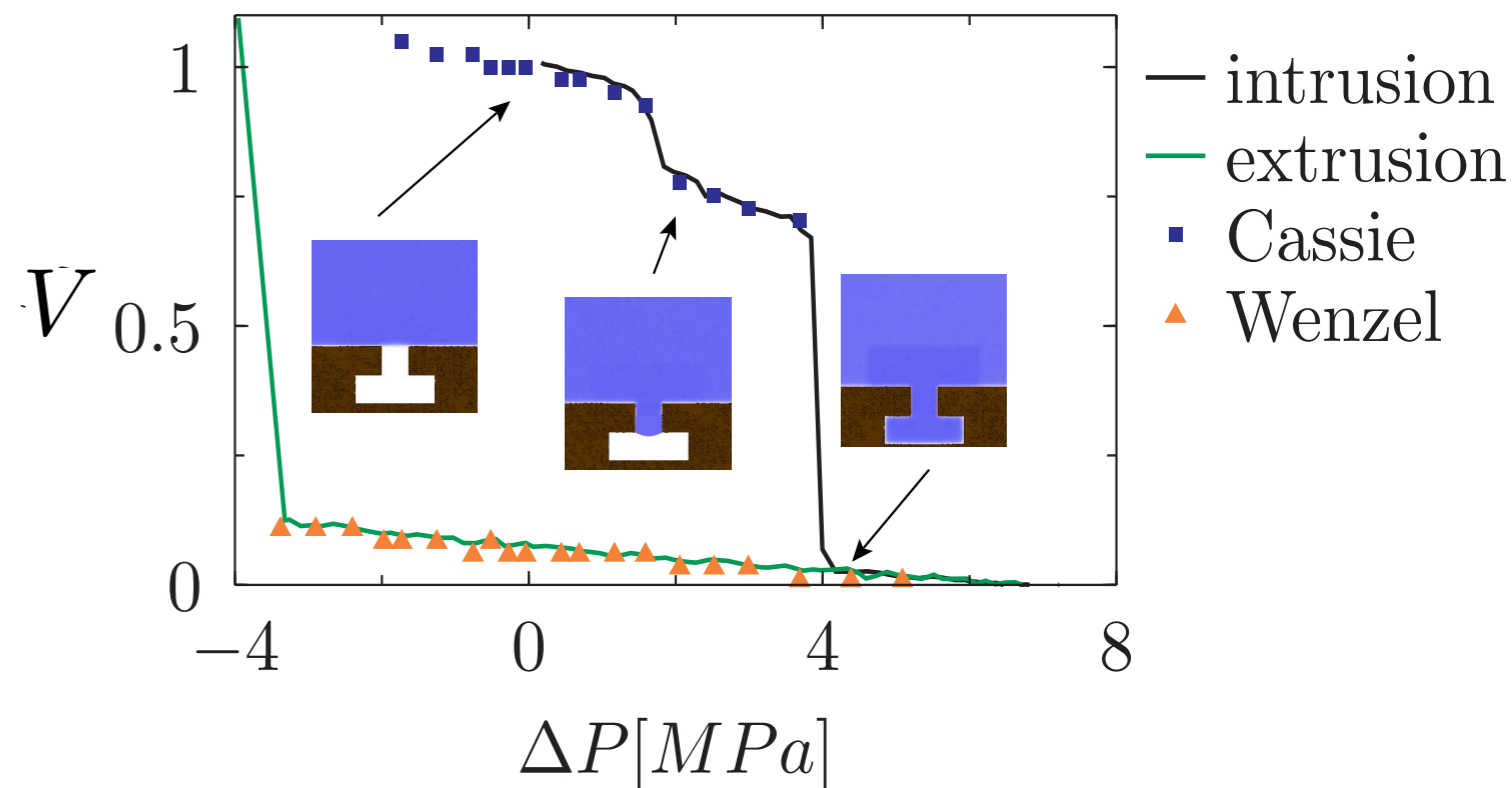 1
0.5
0
V
−4 0 4 8
ΔP[MPa]
intrusion
extrusion
Cassie
Wenzel